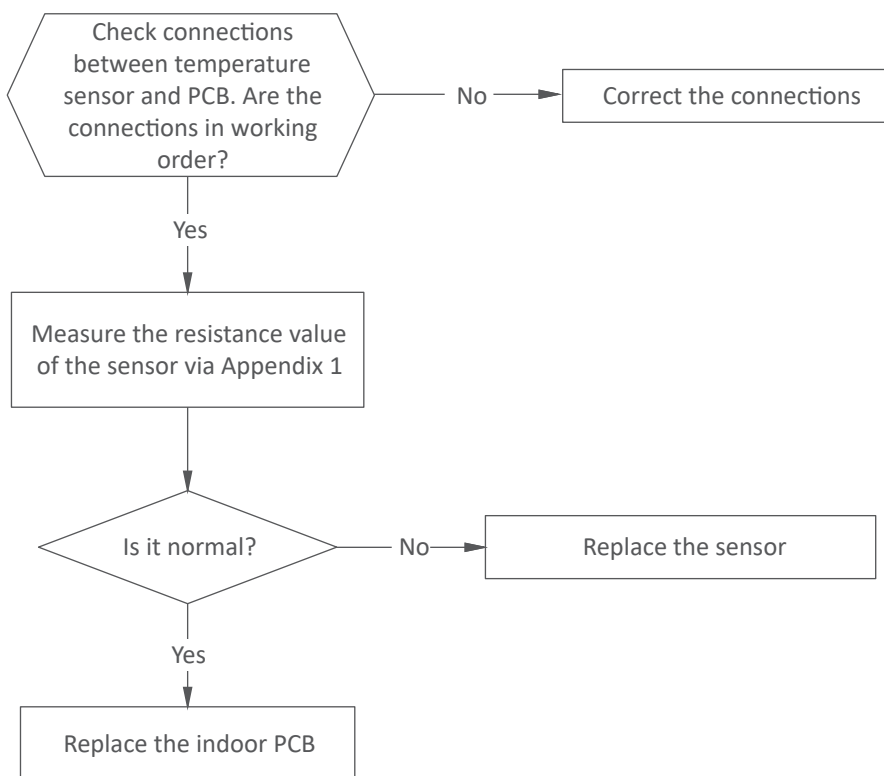 Check connections
between temperature
sensor and PCB. Are the
connections in working
order?
No
Correct the connections
Yes
Measure the resistance value
of the sensor via Appendix 1
Is it normal?
No
Replace the sensor
Yes
Replace the indoor PCB